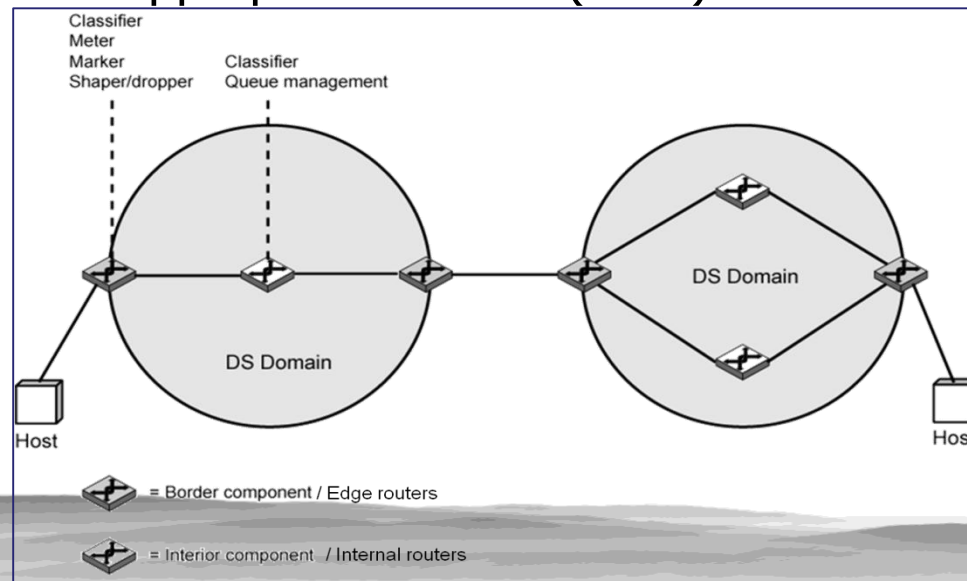 Classifier
Meter
Marker
Shaper/dropper
Classifier
Queue management
DS Domain
DS Domain
Host
Hos
= Border component / Edge routers
= Interior component / Internal routers